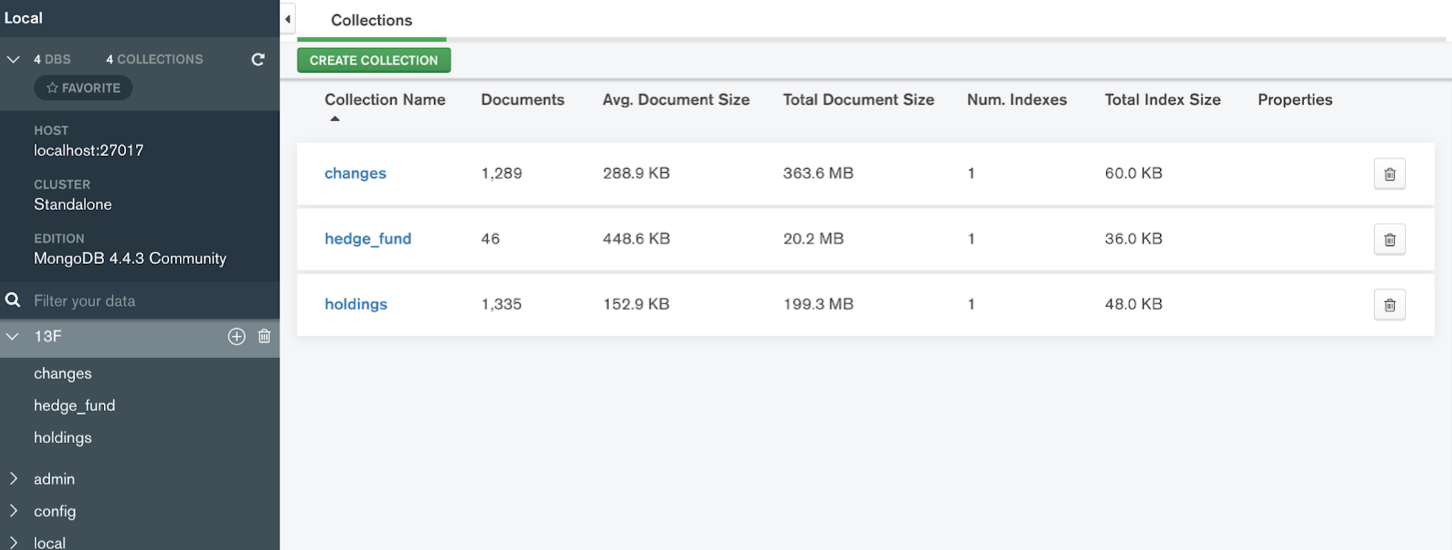 Local
4 DBS 4 COLLECTIONS
FAVORITE
HOST
localhost:27017
CLUSTER
Standalone
EDITION
MongoDB 4.4.3 Community
Filter your data
13F
changes
hedge_fund
holdings
admin
config
local
Collections
CREATE COLLECTION
Collection Name Documents Avg. Document Size Total Document Size Num. Indexes Total Index Size Properties
changes 1,289 288.9 KB 363.6 MB 1 60.0 KB
hedge_fund 46 448.6 KB 20.2 MB 1 36.0 KB
holdings 1,335 152.9 KB 199.3 MB 1 48.0 KB